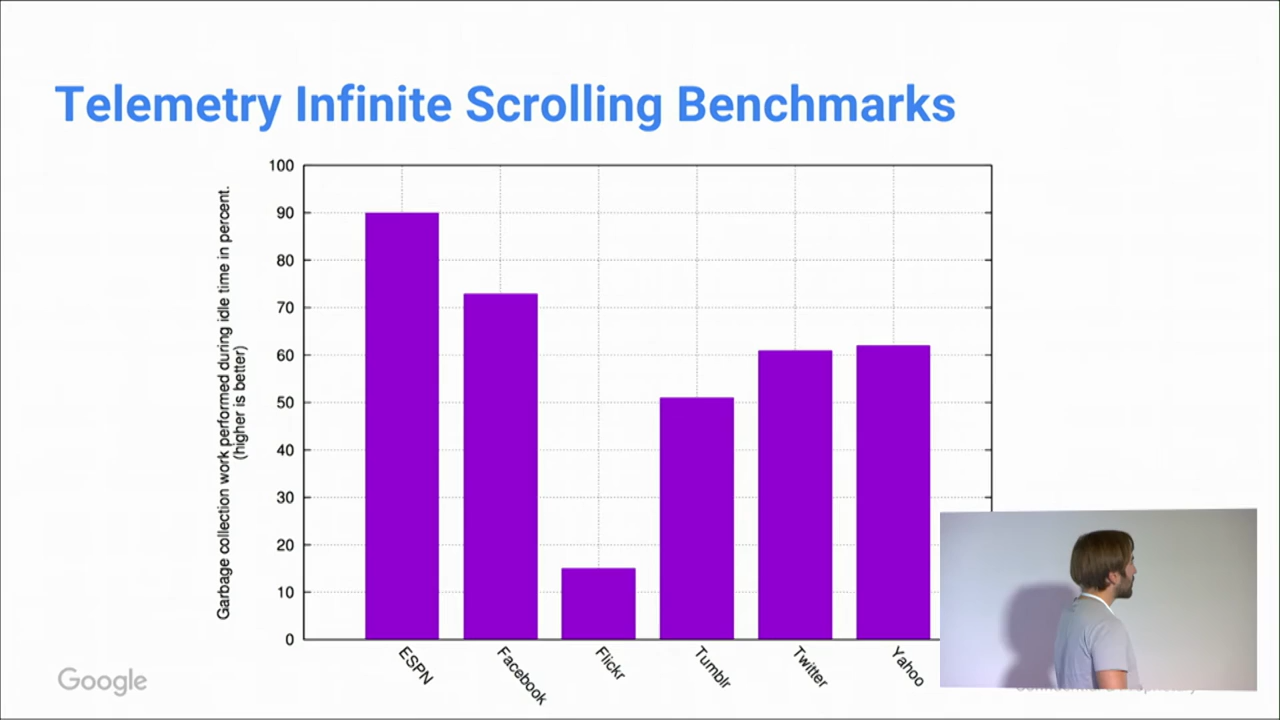 Telemetry Infinite Scrolling Benchmarks
Garbage collection work performed during idle time in percent.
(higher is better)
100
90
80
70
60
50
40
30
20
10
0
ESPN
Facebook
Flickr
Tumblr
Twitter
Yahoo
Google